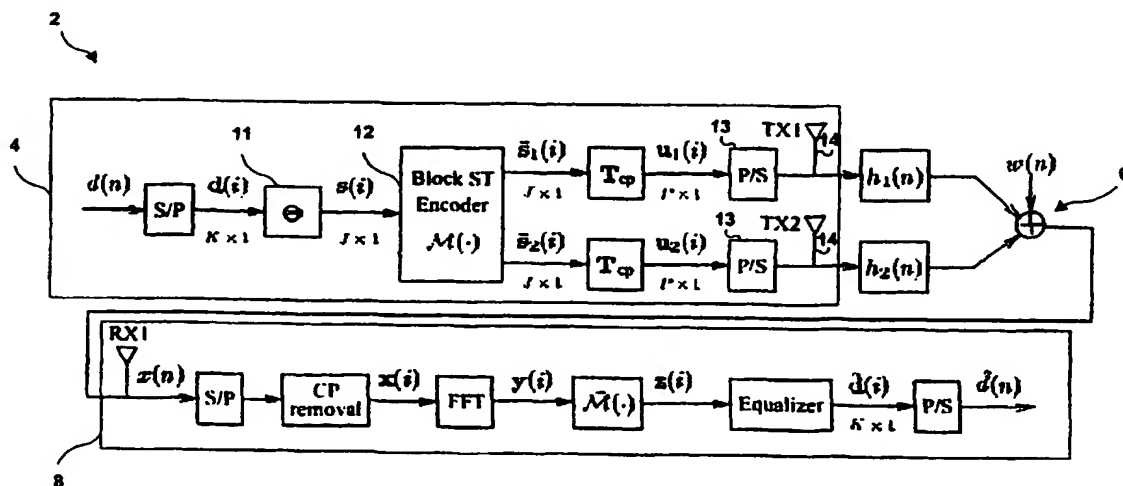 2
4
11
12
13
TX1
14
d(n)
S/P
d(i)
K × 1
Θ
s(i)
J × 1
Block ST
Encoder
M(·)
s̄₁(i)
J × 1
T_cp
u₁(i)
P × 1
P/S
h₁(n)
w(n)
6
s̄₂(i)
J × 1
T_cp
u₂(i)
P × 1
13
P/S
TX2
14
h₂(n)
RX1
x(n)
S/P
CP
removal
x(i)
FFT
y(i)
M̄(·)
z(i)
Equalizer
d̂(i)
K × 1
P/S
d̂(n)
8